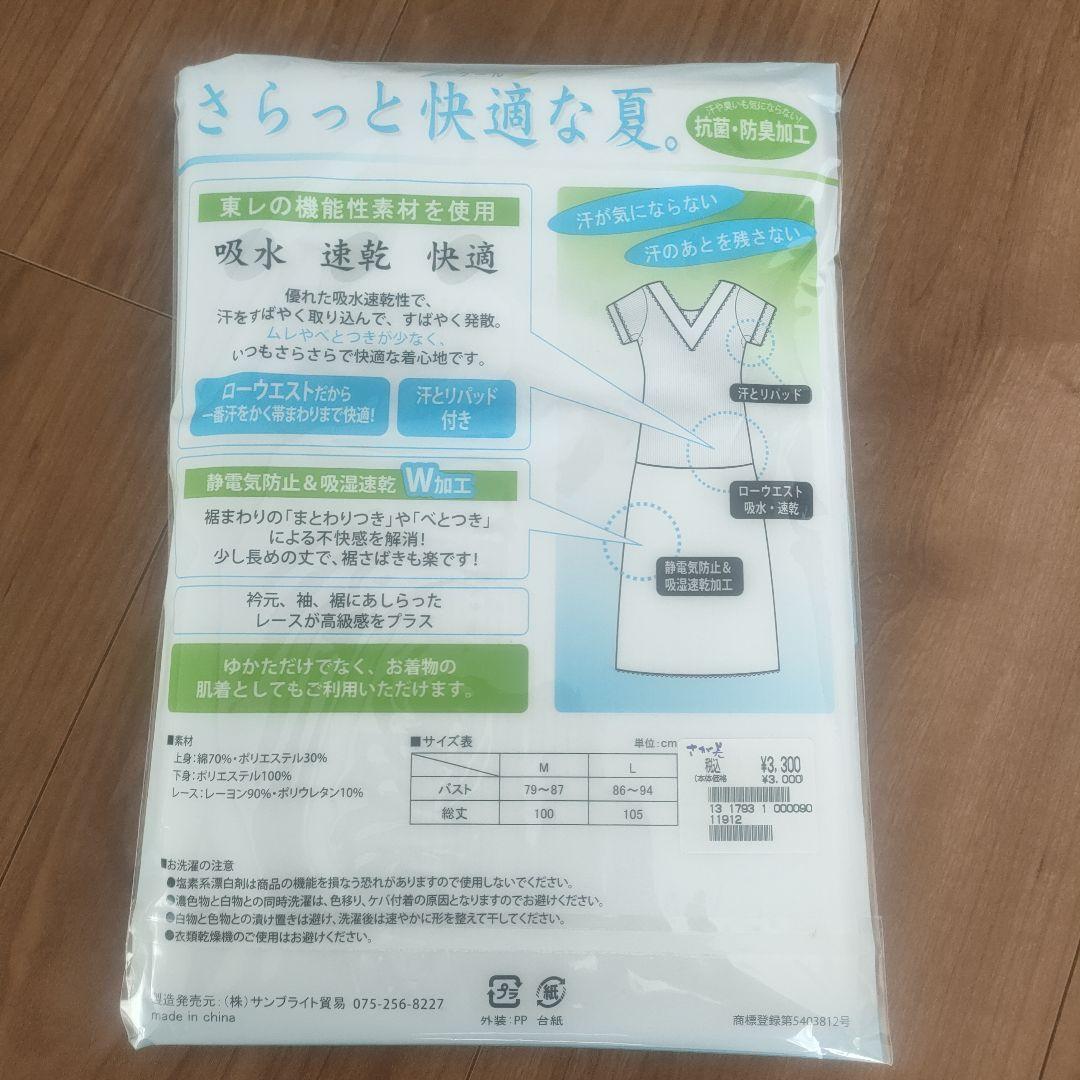 さらっと快適な夏。
汗や臭いも気にならない!
抗菌・防臭加工
東レの機能性素材を使用
吸水 速乾 快適
優れた吸水速乾性で、
汗をすばやく取り込んで、すばやく発散。
ムレやべとつきが少なく、
いつもさらさらで快適な着心地です。
ローウエストだから
一番汗をかく帯まわりまで快適!
汗とりパッド
付き
汗が気にならない
汗のあとを残さない
汗とりパッド
ローウエスト
吸水・速乾
静電気防止&
吸湿速乾加工
静電気防止&吸湿速乾 W加工
裾まわりの「まとわりつき」や「べとつき」
による不快感を解消!
少し長めの丈で、裾さばきも楽です!
衿元、袖、裾にあしらった
レースが高級感をプラス
ゆかただけでなく、お着物の
肌着としてもご利用いただけます。
■素材
上身:綿70%・ポリエステル30%
下身:ポリエステル100%
レース:レーヨン90%・ポリウレタン10%
■サイズ表 単位:cm
M L
バスト 79～87 86～94
総丈 100 105
さが美
税込 ¥3,300
(本体価格 ¥3,000)
13 1793 1 000090
11912
■お洗濯の注意
●塩素系漂白剤は商品の機能を損なう恐れがありますので使用しないでください。
●濃色物と白物との同時洗濯は、色移り、ケバ付着の原因となりますのでお避けください。
●白物と色物との漬け置きは避け、洗濯後は速やかに形を整えて干してください。
●衣類乾燥機のご使用はお避けください。
製造発売元:(株)サンブライト貿易 075-256-8227
made in china
プラ 紙
外装:PP 台紙
商標登録第5403812号